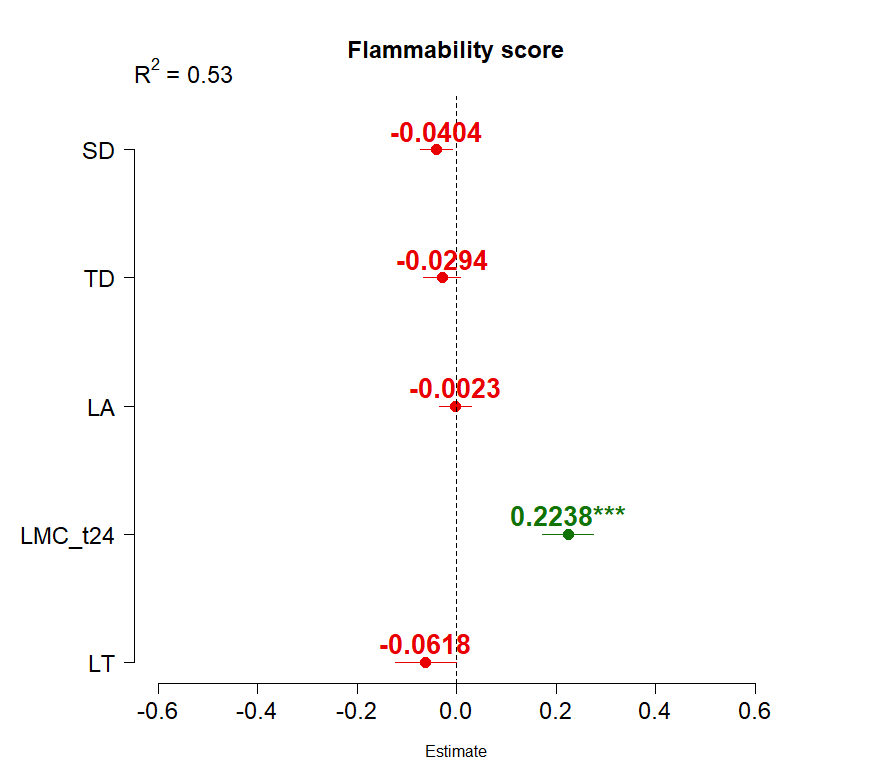 Flammability score
R² = 0.53
SD
-0.0404
TD
-0.0294
LA
-0.0023
LMC_t24
0.2238***
LT
-0.0618
-0.6 -0.4 -0.2 0.0 0.2 0.4 0.6
Estimate